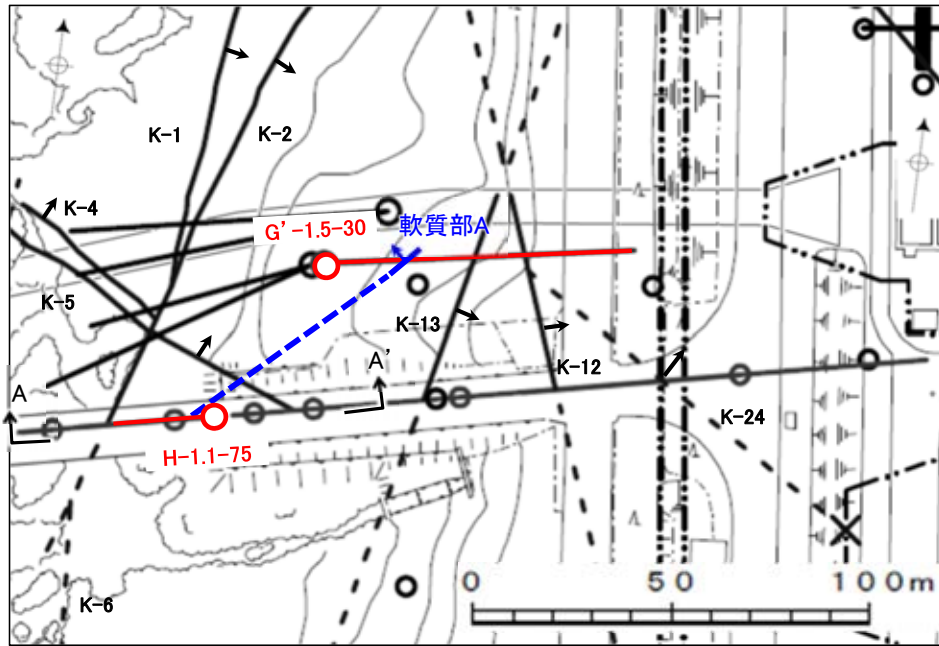 K-1
K-2
K-4
G’-1.5-30
軟質部A
K-5
K-13
A
A’
K-12
K-24
H-1.1-75
K-6
0 50 100m